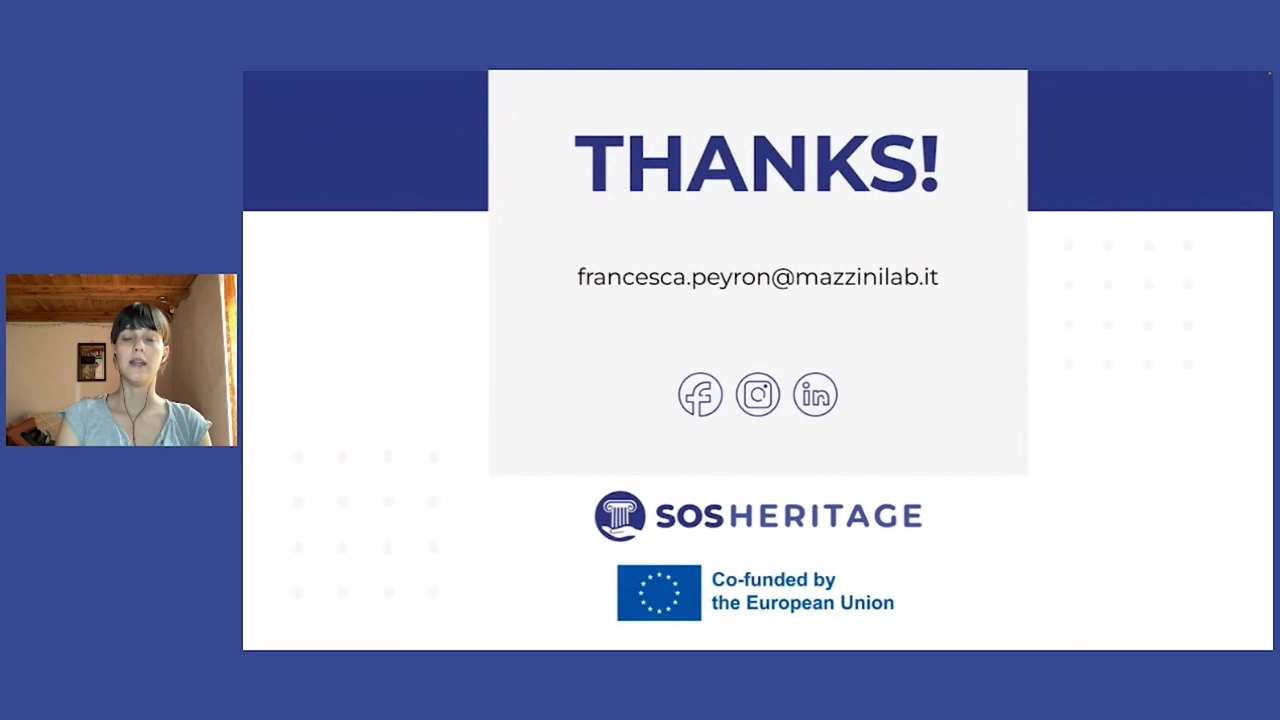 THANKS!
francesca.peyron@mazzinilab.it
SOSHERITAGE
Co-funded by
the European Union